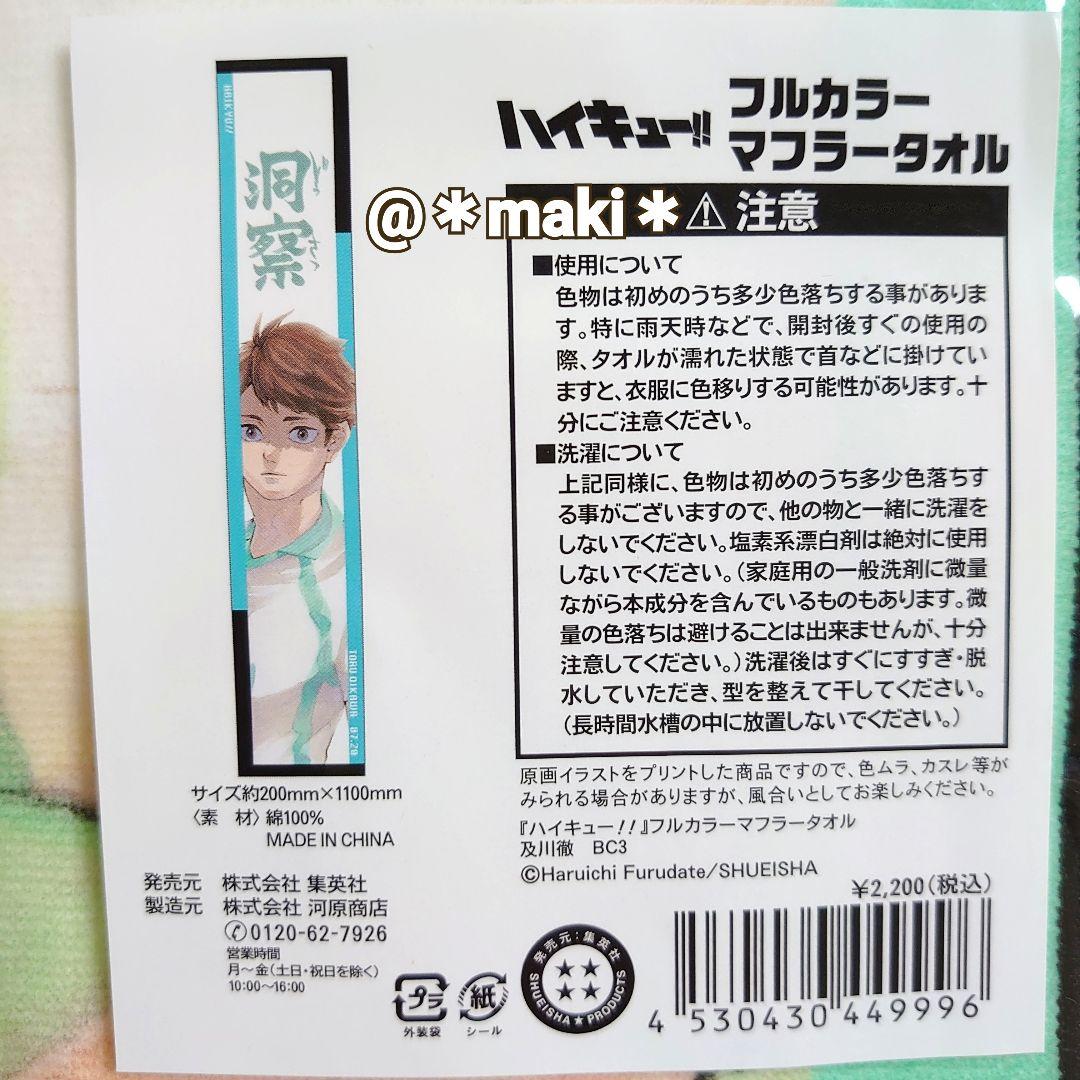 HAIKYU!!
洞察
どうさつ
TORU OIKAWA 87.29
ハイキュー!!
フルカラー
マフラータオル
@*maki*
⚠注意
■使用について
色物は初めのうち多少色落ちする事がありま
す。特に雨天時などで、開封後すぐの使用の
際、タオルが濡れた状態で首などに掛けてい
ますと、衣服に色移りする可能性があります。十
分にご注意ください。
■洗濯について
上記同様に、色物は初めのうち多少色落ちす
る事がございますので、他の物と一緒に洗濯を
しないでください。塩素系漂白剤は絶対に使用
しないでください。(家庭用の一般洗剤に微量
ながら本成分を含んでいるものもあります。微
量の色落ちは避けることは出来ませんが、十分
注意してください。)洗濯後はすぐにすすぎ・脱
水していただき、型を整えて干してください。
(長時間水槽の中に放置しないでください。)
原画イラストをプリントした商品ですので、色ムラ、カスレ等が
みられる場合がありますが、風合いとしてお楽しみください。
『ハイキュー!!』フルカラーマフラータオル
及川徹 BC3
©Haruichi Furudate/SHUEISHA
¥2,200(税込)
サイズ約200mm×1100mm
〈素 材〉綿100%
MADE IN CHINA
発売元 株式会社 集英社
製造元 株式会社 河原商店
✆0120-62-7926
営業時間
月〜金(土日・祝日を除く)
10:00〜16:00
プラ
外装袋
紙
シール
発売元:集英社
SHUEISHA★PRODUCTS
4 530430 449996